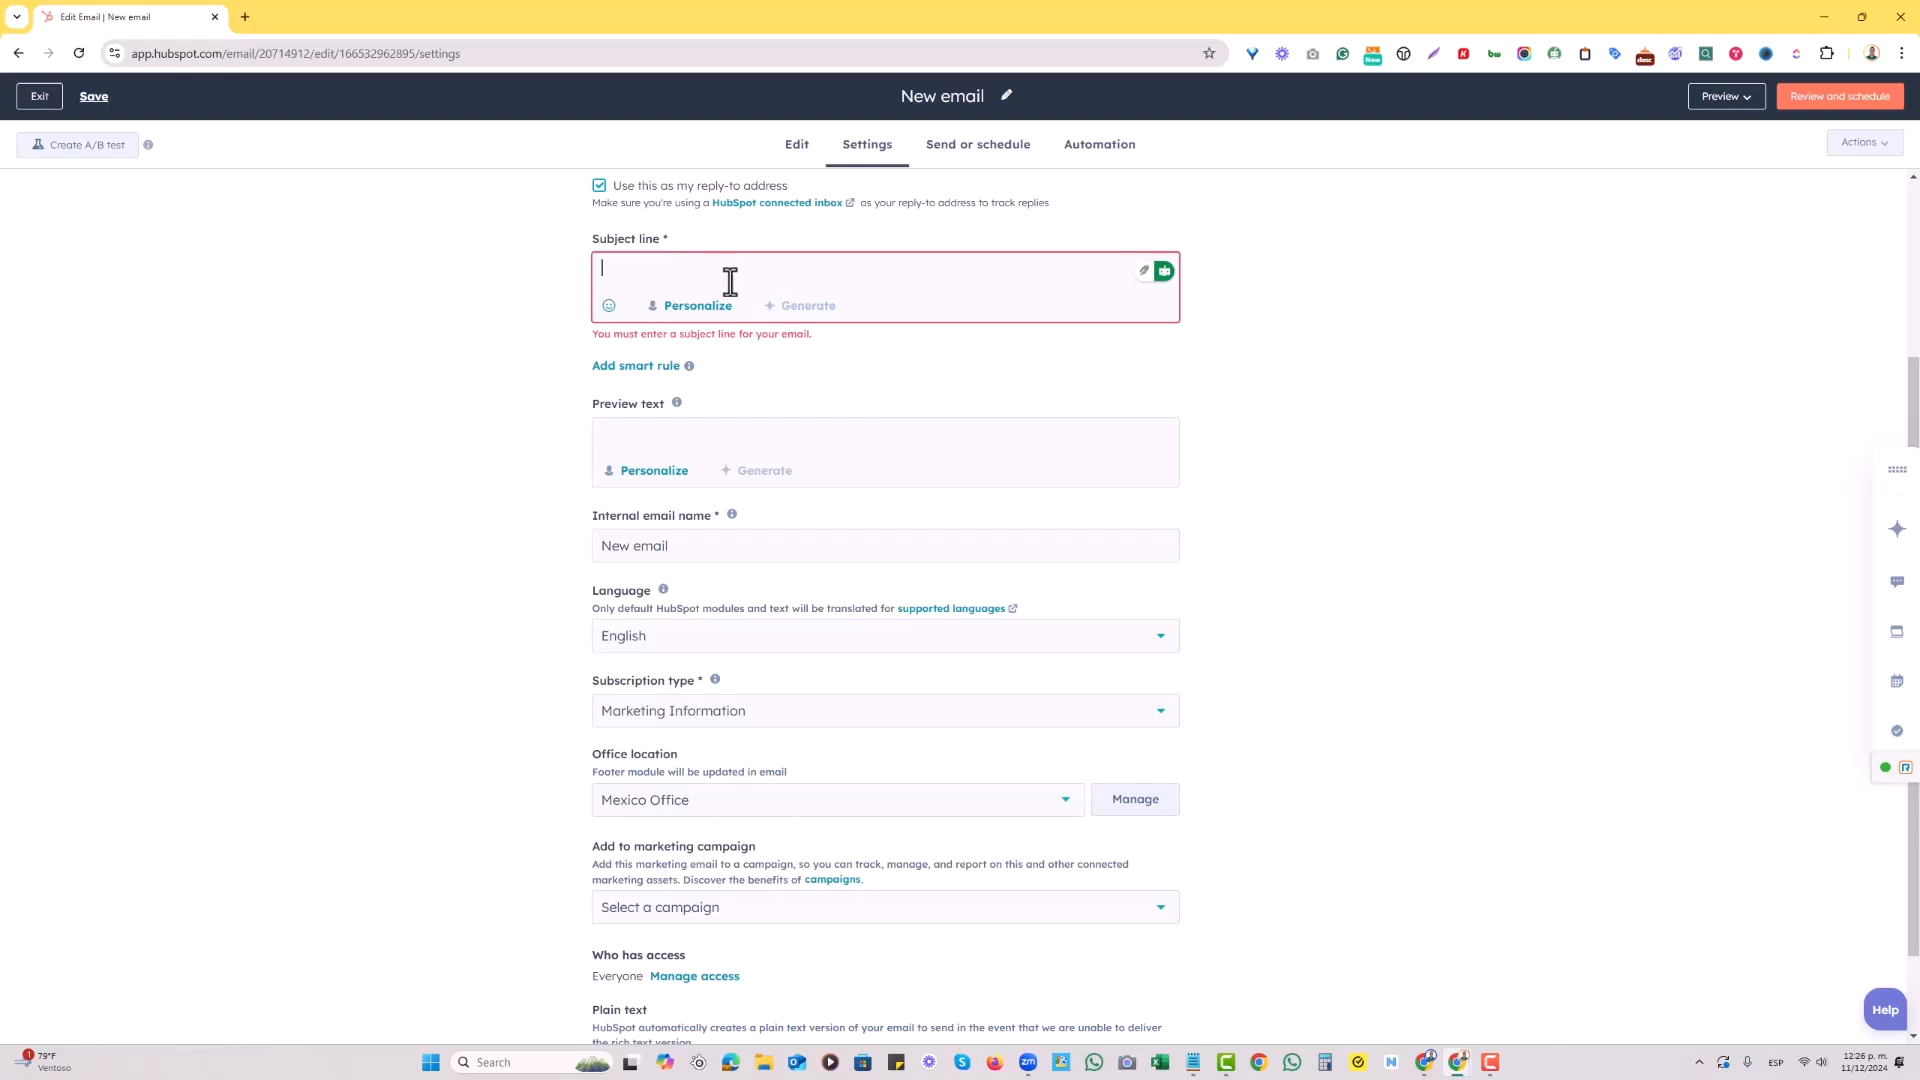 Edit Email | New email
app.hubspot.com/email/20714912/edit/166532962895/settings
New
bw
desc
Exit
Save
New email
Preview
Review and schedule
Create A/B test
Edit
Settings
Send or schedule
Automation
Actions
Use this as my reply-to address
Make sure you're using a HubSpot connected inbox as your reply-to address to track replies
Subject line *
Personalize
Generate
You must enter a subject line for your email.
Add smart rule
Preview text
Personalize
Generate
Internal email name *
New email
Language
Only default HubSpot modules and text will be translated for supported languages
English
Subscription type *
Marketing Information
Office location
Footer module will be updated in email
Mexico Office
Manage
Add to marketing campaign
Add this marketing email to a campaign, so you can track, manage, and report on this and other connected
marketing assets. Discover the benefits of campaigns.
Select a campaign
Who has access
Everyone Manage access
Plain text
HubSpot automatically creates a plain text version of your email to send in the event that we are unable to deliver
the rich text version
Help
1
79°F
Ventoso
Search
zm
ESP
12:26 p. m.
11/12/2024